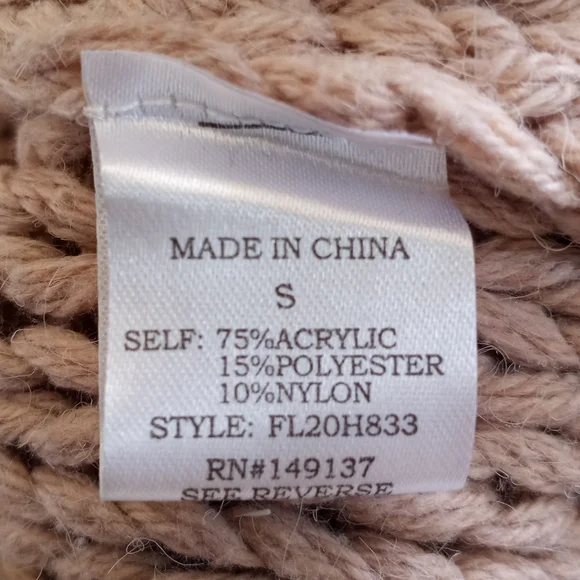 MADE IN CHINA
S
SELF: 75%ACRYLIC
15%POLYESTER
10%NYLON
STYLE: FL20H833
RN#149137
SEE REVERSE